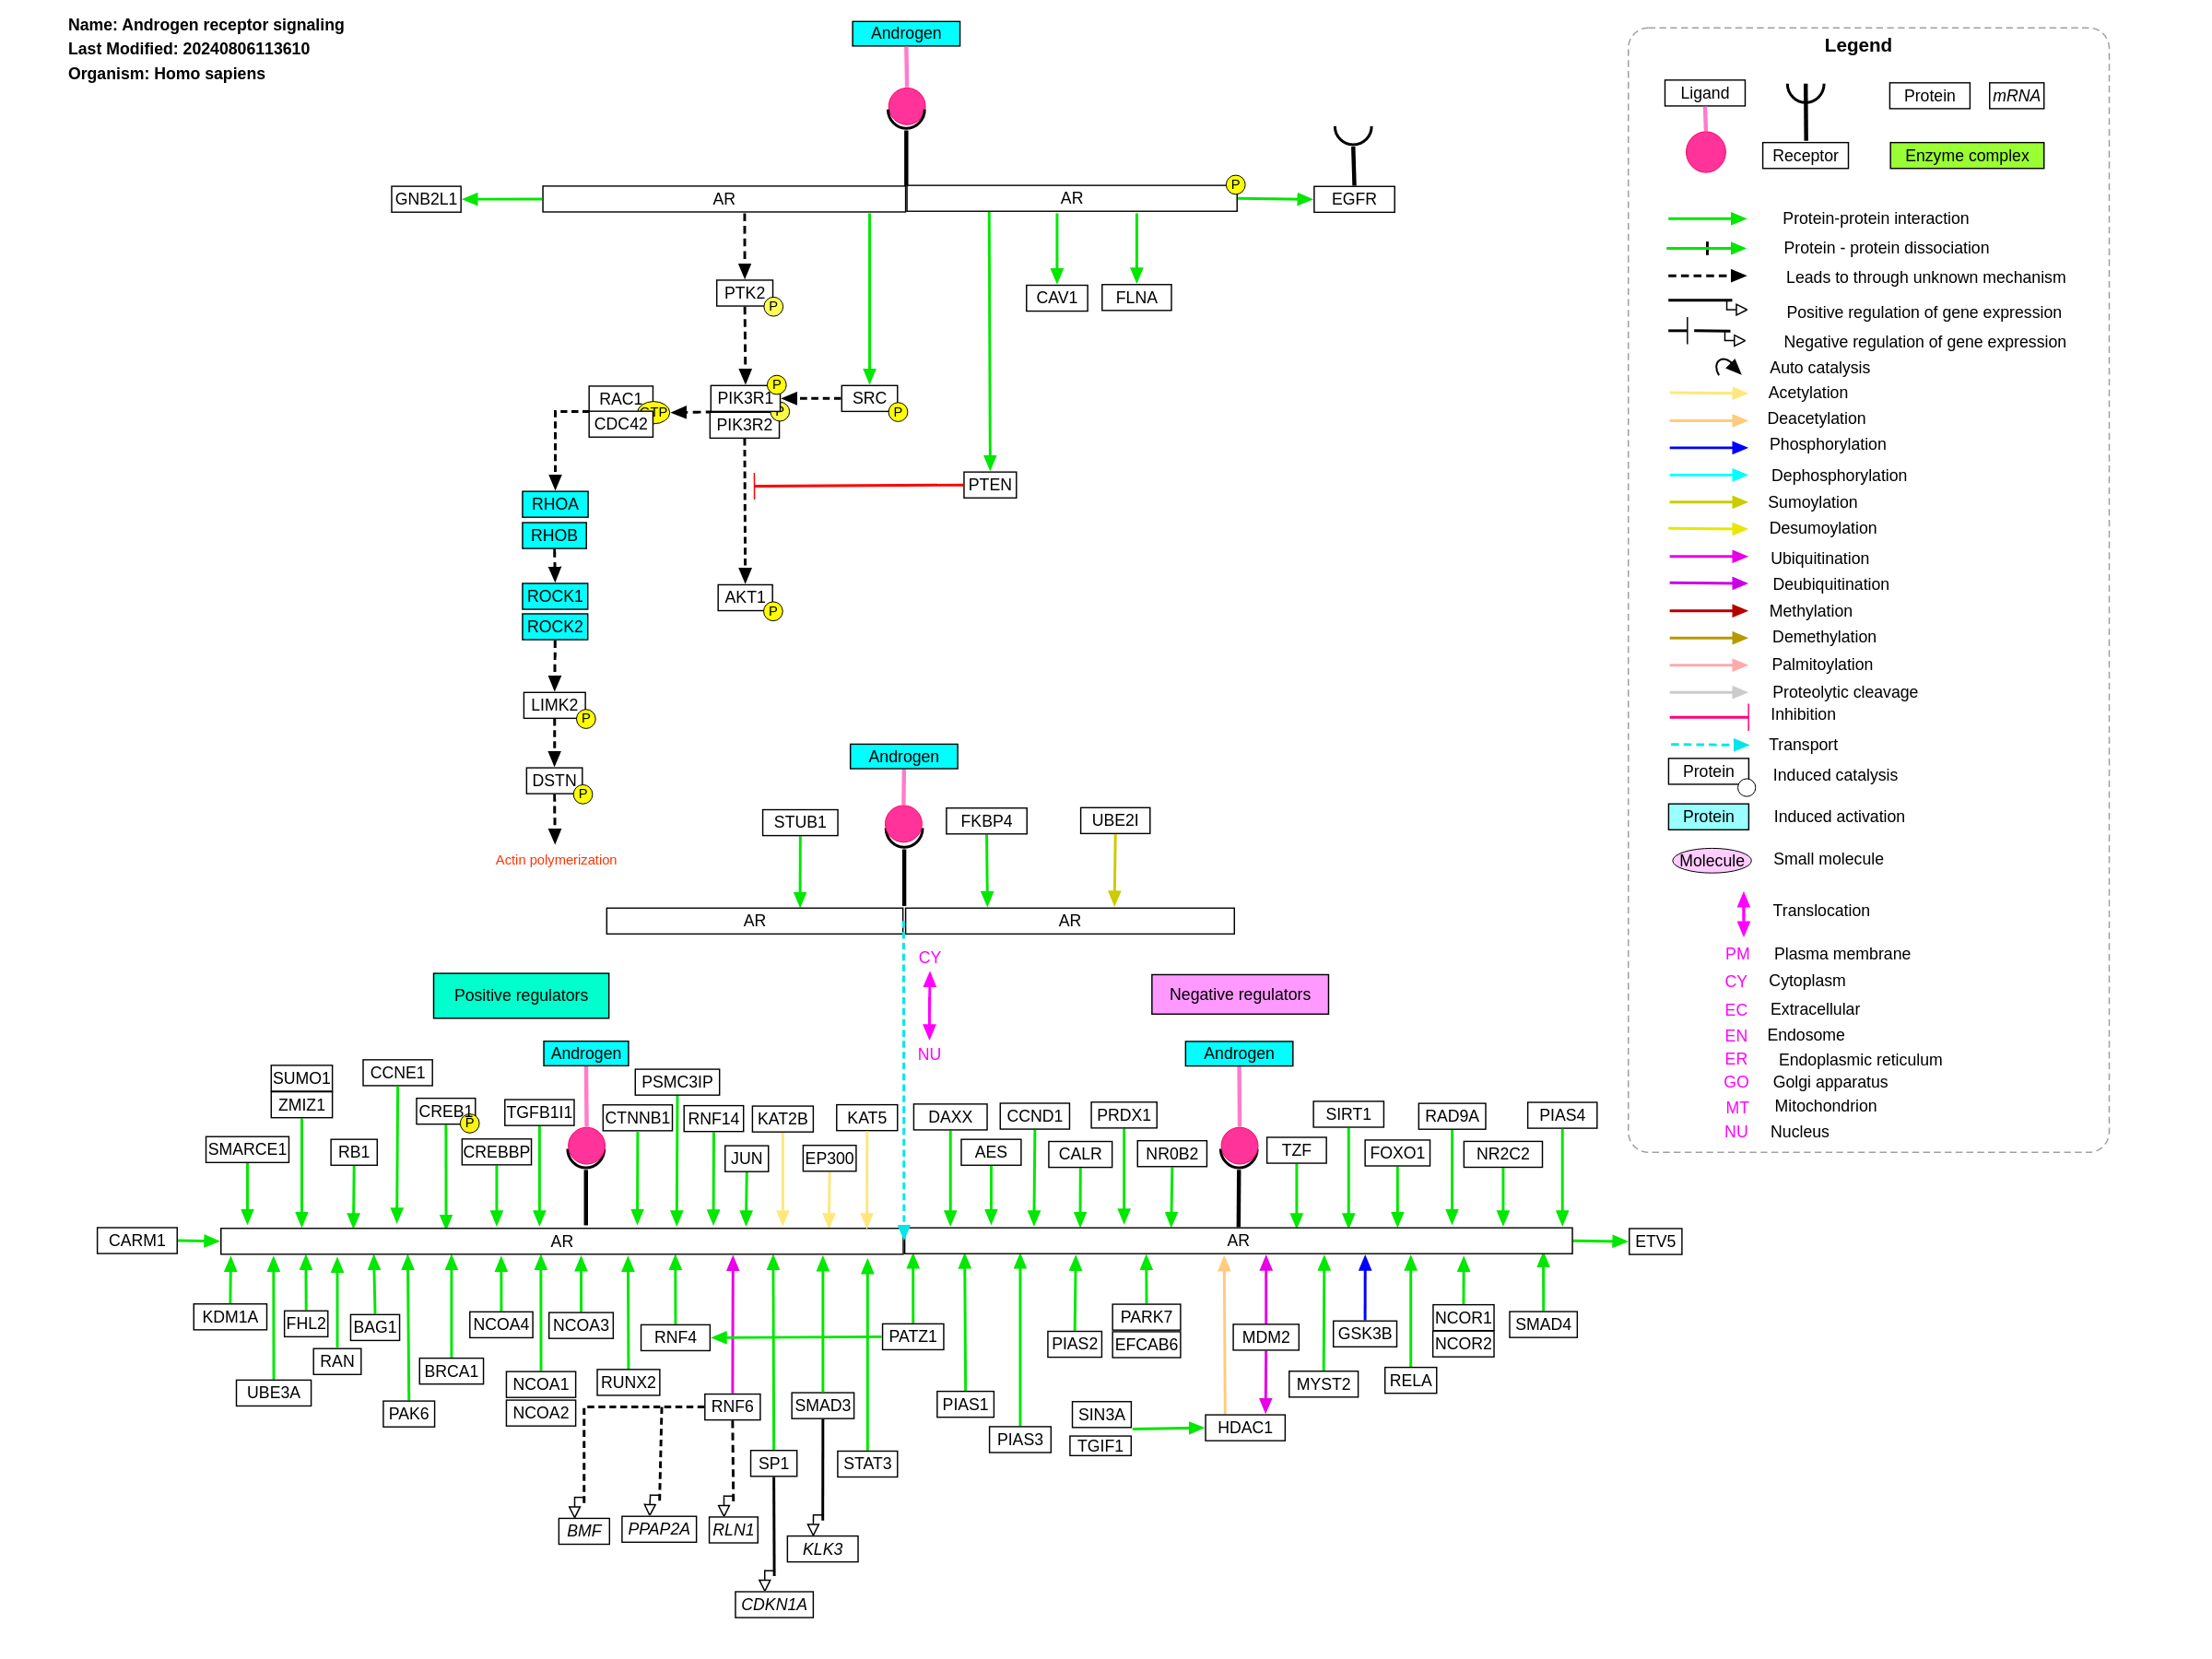 Name: Androgen receptor signaling
Last Modified: 20240806113610
Organism: Homo sapiens
Androgen
GNB2L1
AR
AR
P
EGFR
PTK2
P
CAV1
FLNA
RAC1
CDC42
PIK3R1
P
PIK3R2
P
SRC
P
PTEN
RHOA
RHOB
ROCK1
ROCK2
AKT1
P
LIMK2
P
DSTN
P
Actin polymerization
Androgen
STUB1
FKBP4
UBE2I
AR
AR
CY
NU
Positive regulators
Negative regulators
Androgen
Androgen
SUMO1
ZMIZ1
CCNE1
CREB1
P
TGFB1I1
PSMC3IP
CTNNB1
RNF14
KAT2B
KAT5
DAXX
CCND1
PRDX1
SIRT1
RAD9A
PIAS4
SMARCE1
RB1
CREBBP
JUN
EP300
AES
CALR
NR0B2
TZF
FOXO1
NR2C2
CARM1
AR
AR
ETV5
KDM1A
FHL2
BAG1
NCOA4
NCOA3
RNF4
PATZ1
PIAS2
PARK7
EFCAB6
MDM2
GSK3B
NCOR1
NCOR2
SMAD4
RAN
UBE3A
PAK6
BRCA1
NCOA1
NCOA2
RUNX2
RNF6
SMAD3
PIAS1
PIAS3
SIN3A
TGIF1
HDAC1
MYST2
RELA
SP1
STAT3
BMF
PPAP2A
RLN1
KLK3
CDKN1A
Legend
Ligand
Receptor
Protein
mRNA
Enzyme complex
Protein-protein interaction
Protein - protein dissociation
Leads to through unknown mechanism
Positive regulation of gene expression
Negative regulation of gene expression
Auto catalysis
Acetylation
Deacetylation
Phosphorylation
Dephosphorylation
Sumoylation
Desumoylation
Ubiquitination
Deubiquitination
Methylation
Demethylation
Palmitoylation
Proteolytic cleavage
Inhibition
Transport
Protein
Induced catalysis
Protein
Induced activation
Molecule
Small molecule
Translocation
PM Plasma membrane
CY Cytoplasm
EC Extracellular
EN Endosome
ER Endoplasmic reticulum
GO Golgi apparatus
MT Mitochondrion
NU Nucleus